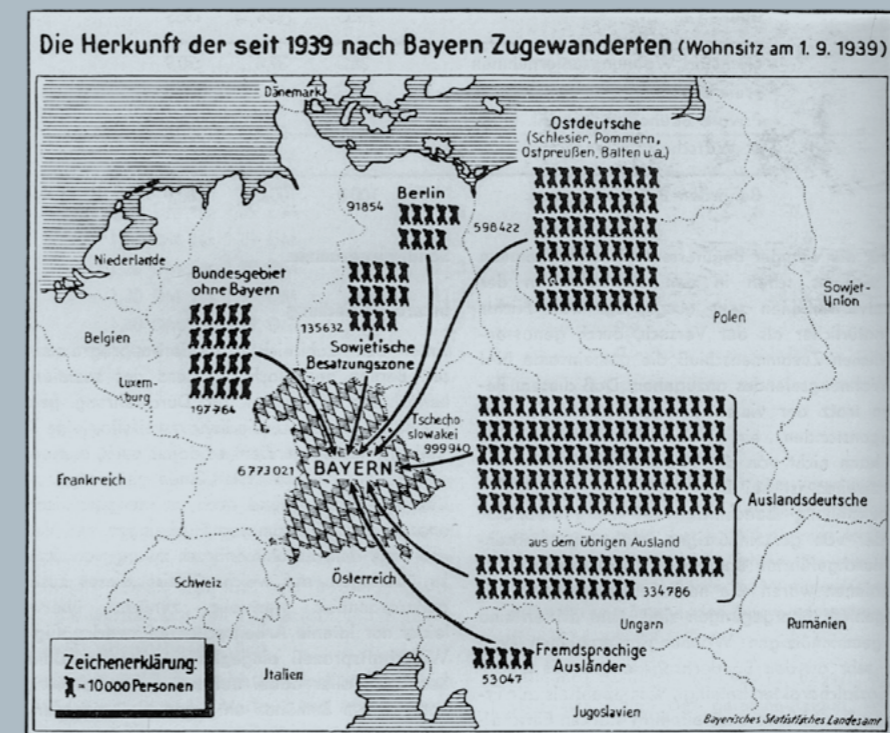 Die Herkunft der seit 1939 nach Bayern Zugewanderten (Wohnsitz am 1. 9. 1939)
Dänemark
Ostdeutsche
(Schlesier, Pommern,
Ostpreußen, Balten u.a.)
Berlin
91854
598422
Niederlande
Bundesgebiet
ohne Bayern
Sowjet-
Union
Polen
135632
Sowjetische
Besatzungszone
Belgien
Luxem-
burg
197764
Tschecho-
slowakei
999940
6773021
BAYERN
Frankreich
Auslandsdeutsche
aus dem übrigen Ausland
334786
Schweiz
Österreich
Ungarn
Rumänien
Zeichenerklärung:
= 10000 Personen
Italien
Fremdsprachige
Ausländer
53047
Jugoslavien
Bayerisches Statistisches Landesamt